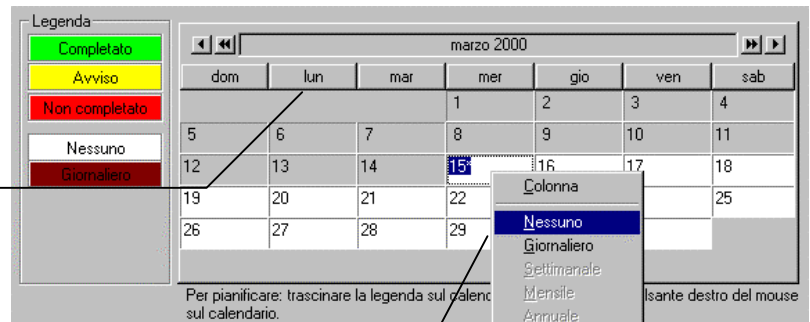 Legenda
Completato
Avviso
Non completato
Nessuno
Giornaliero
marzo 2000
dom lun mar mer gio ven sab
1 2 3 4
5 6 7 8 9 10 11
12 13 14 15* 16 17 18
19 20 21 22 25
26 27 28 29
Colonna
Nessuno
Giornaliero
Settimanale
Mensile
Annuale
Per pianificare: trascinare la legenda sul calend lsante destro del mouse
sul calendario.